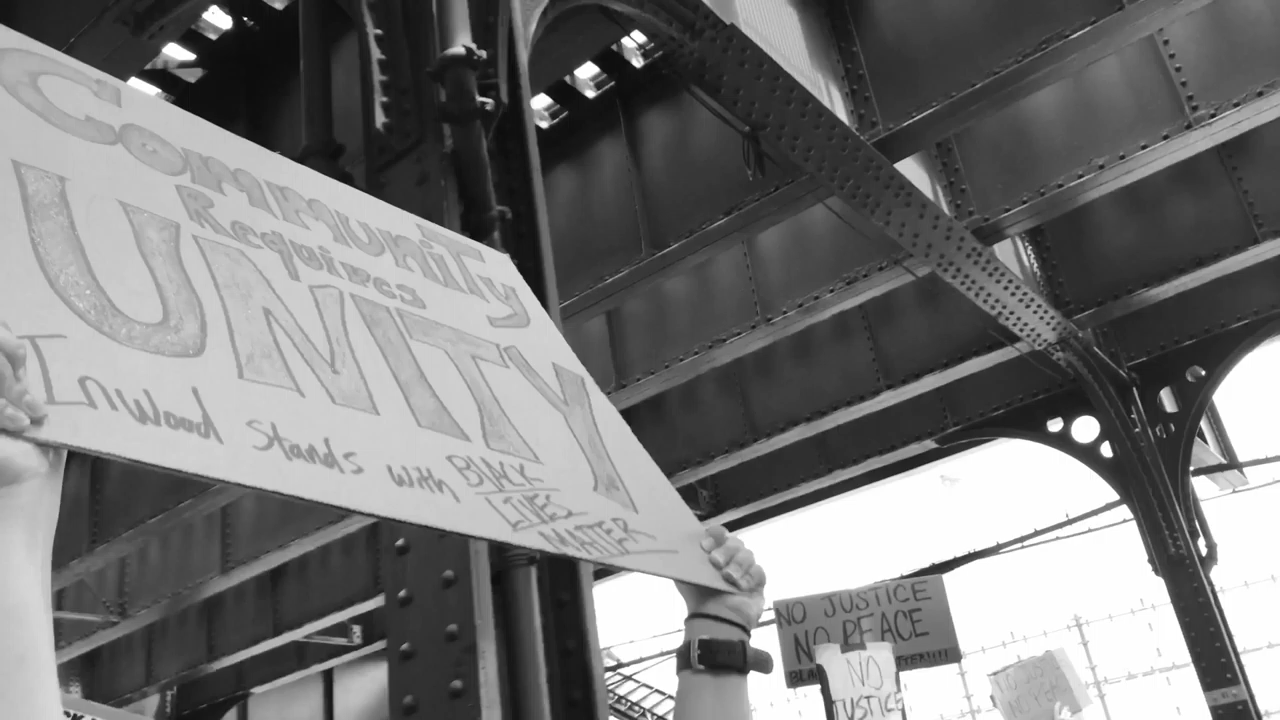 Community
Requires
UNITY
Inwood Stands with BLACK
LIVES
MATTER
NO JUSTICE
NO PEACE
NO
JUSTICE